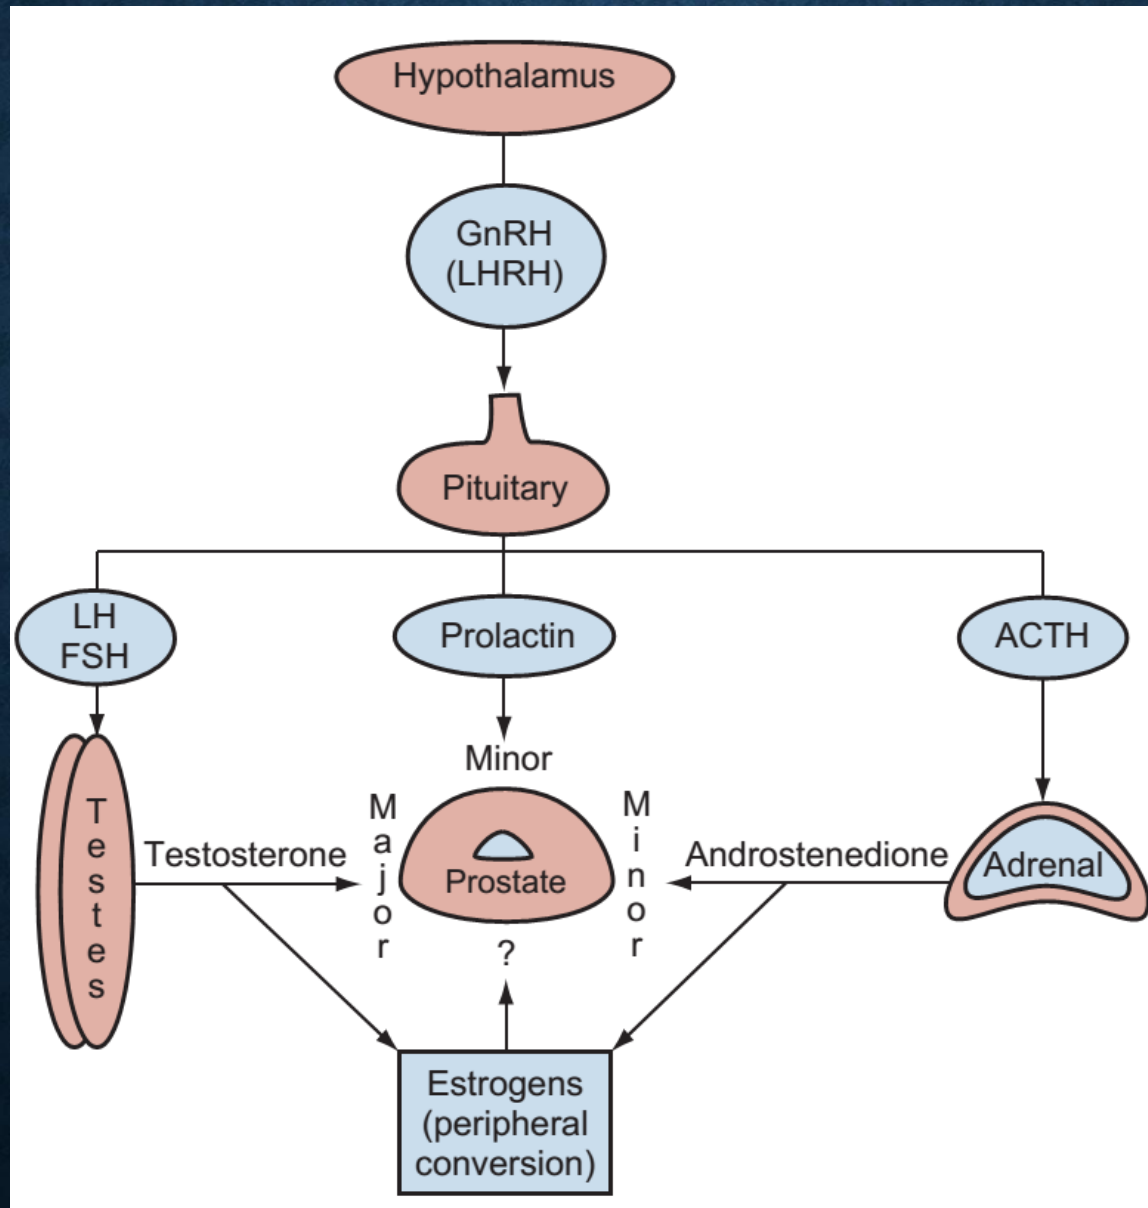 Hypothalamus
GnRH
(LHRH)
Pituitary
LH
FSH
Prolactin
ACTH
Minor
Testes
Testosterone
Major
Prostate
Minor
Androstenedione
Adrenal
?
Estrogens
(peripheral
conversion)